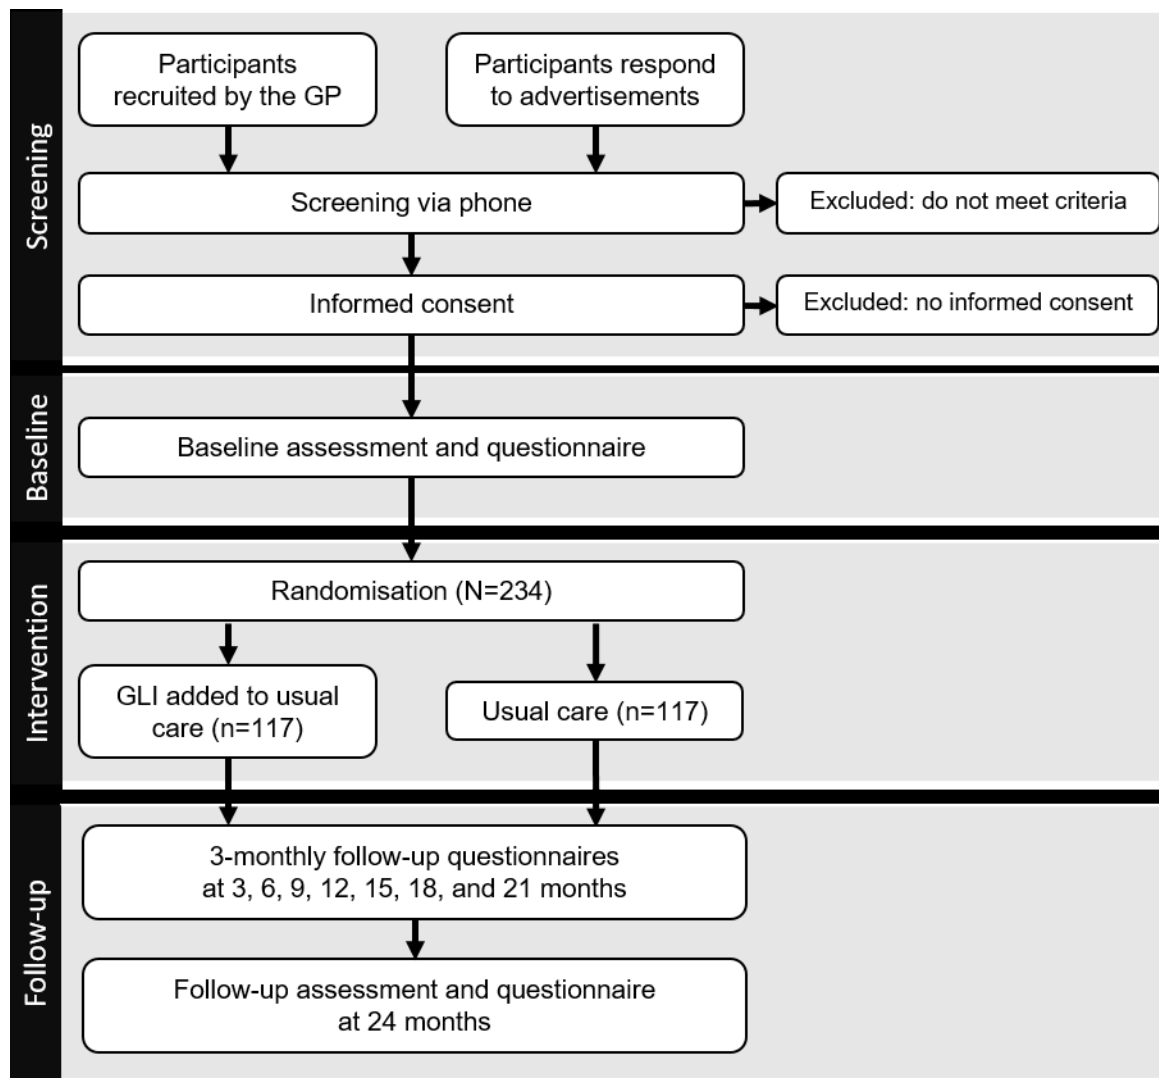 Screening
Participants
recruited by the GP
Participants respond
to advertisements
Screening via phone
Excluded: do not meet criteria
Informed consent
Excluded: no informed consent
Baseline
Baseline assessment and questionnaire
Intervention
Randomisation (N=234)
GLI added to usual
care (n=117)
Usual care (n=117)
Follow-up
3-monthly follow-up questionnaires
at 3, 6, 9, 12, 15, 18, and 21 months
Follow-up assessment and questionnaire
at 24 months